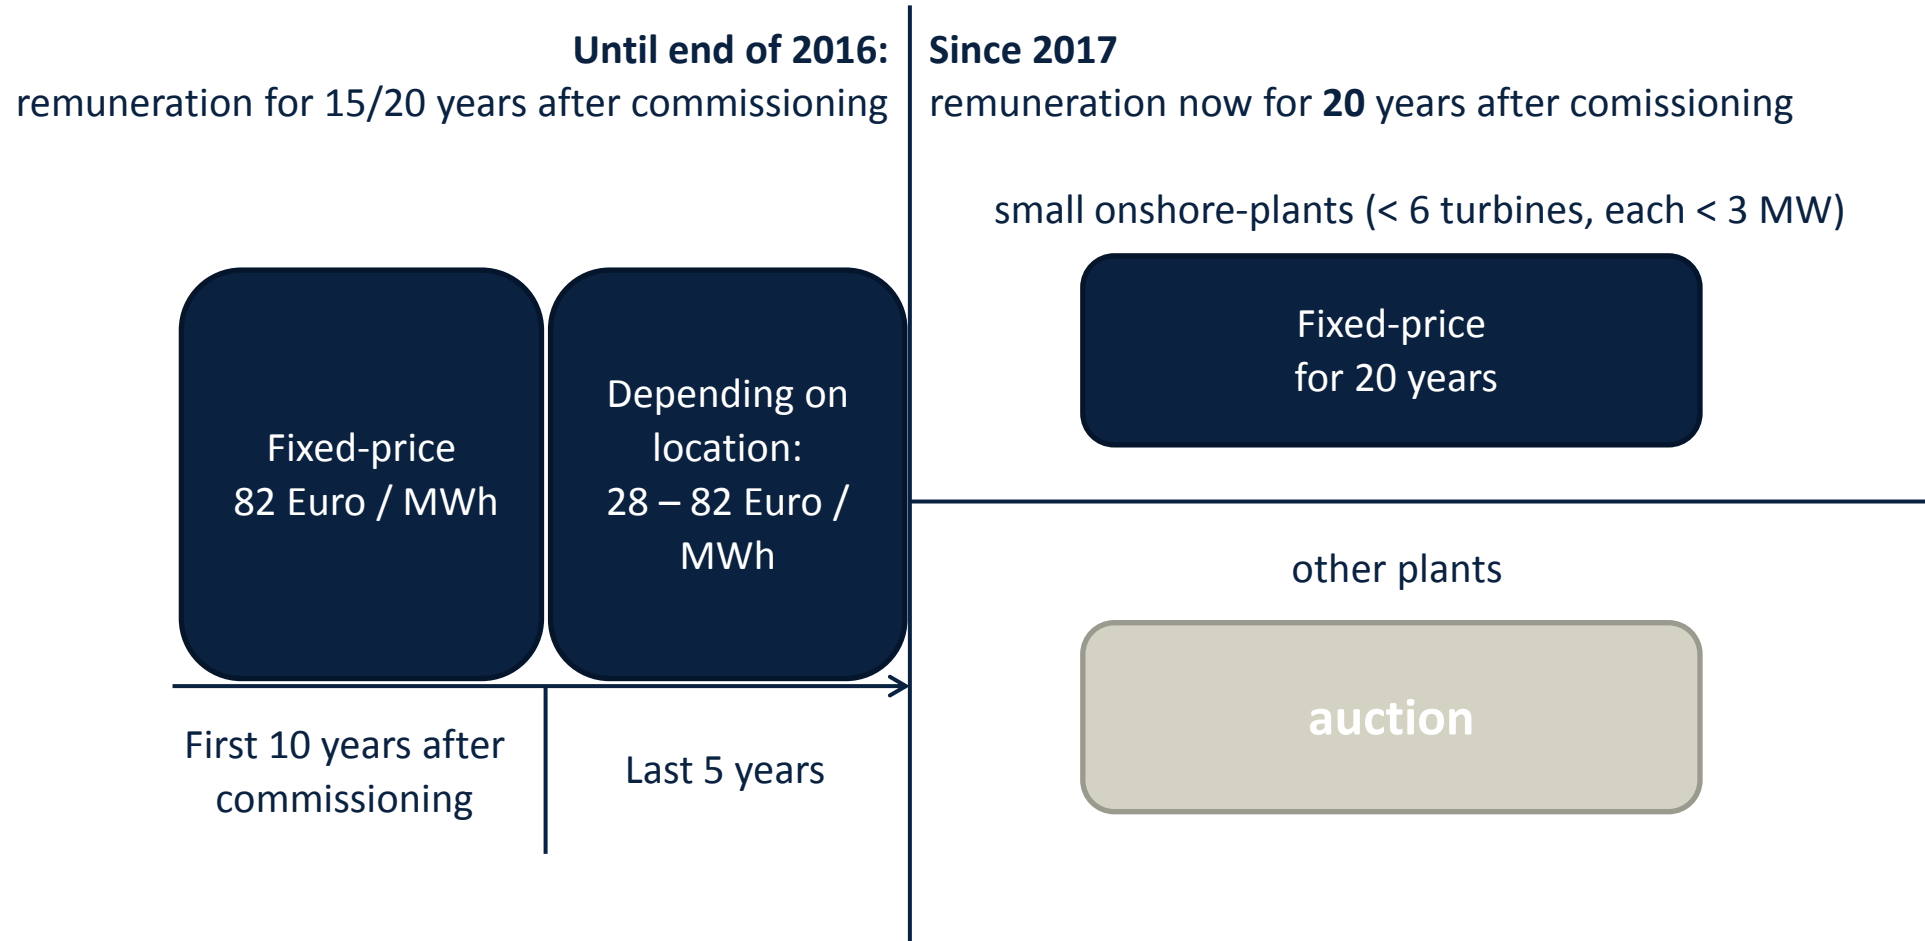 Until end of 2016:
remuneration for 15/20 years after commissioning
Fixed-price
82 Euro / MWh
Depending on
location:
28 – 82 Euro /
MWh
First 10 years after
commissioning
Last 5 years
Since 2017
remuneration now for 20 years after comissioning
small onshore-plants (< 6 turbines, each < 3 MW)
Fixed-price
for 20 years
other plants
auction